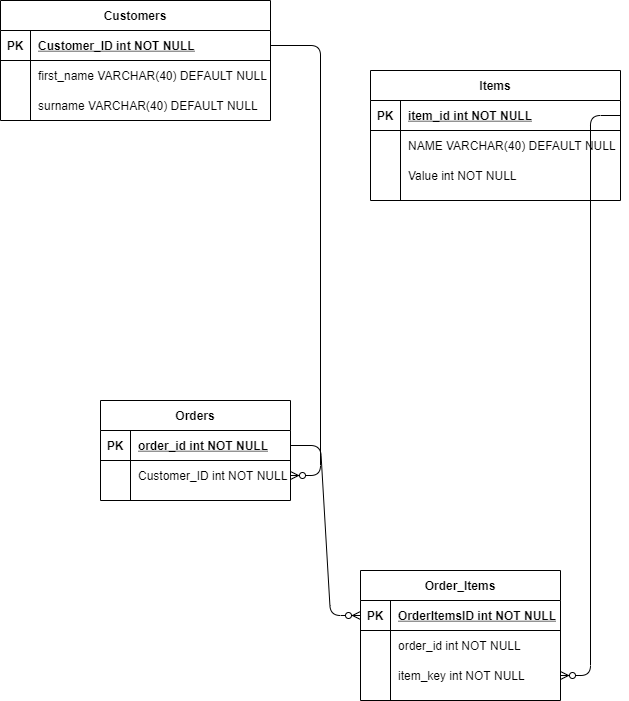 Customers
PK Customer_ID int NOT NULL
first_name VARCHAR(40) DEFAULT NULL
surname VARCHAR(40) DEFAULT NULL
Items
PK item_id int NOT NULL
NAME VARCHAR(40) DEFAULT NULL
Value int NOT NULL
Orders
PK order_id int NOT NULL
Customer_ID int NOT NULL
Order_Items
PK OrderItemsID int NOT NULL
order_id int NOT NULL
item_key int NOT NULL